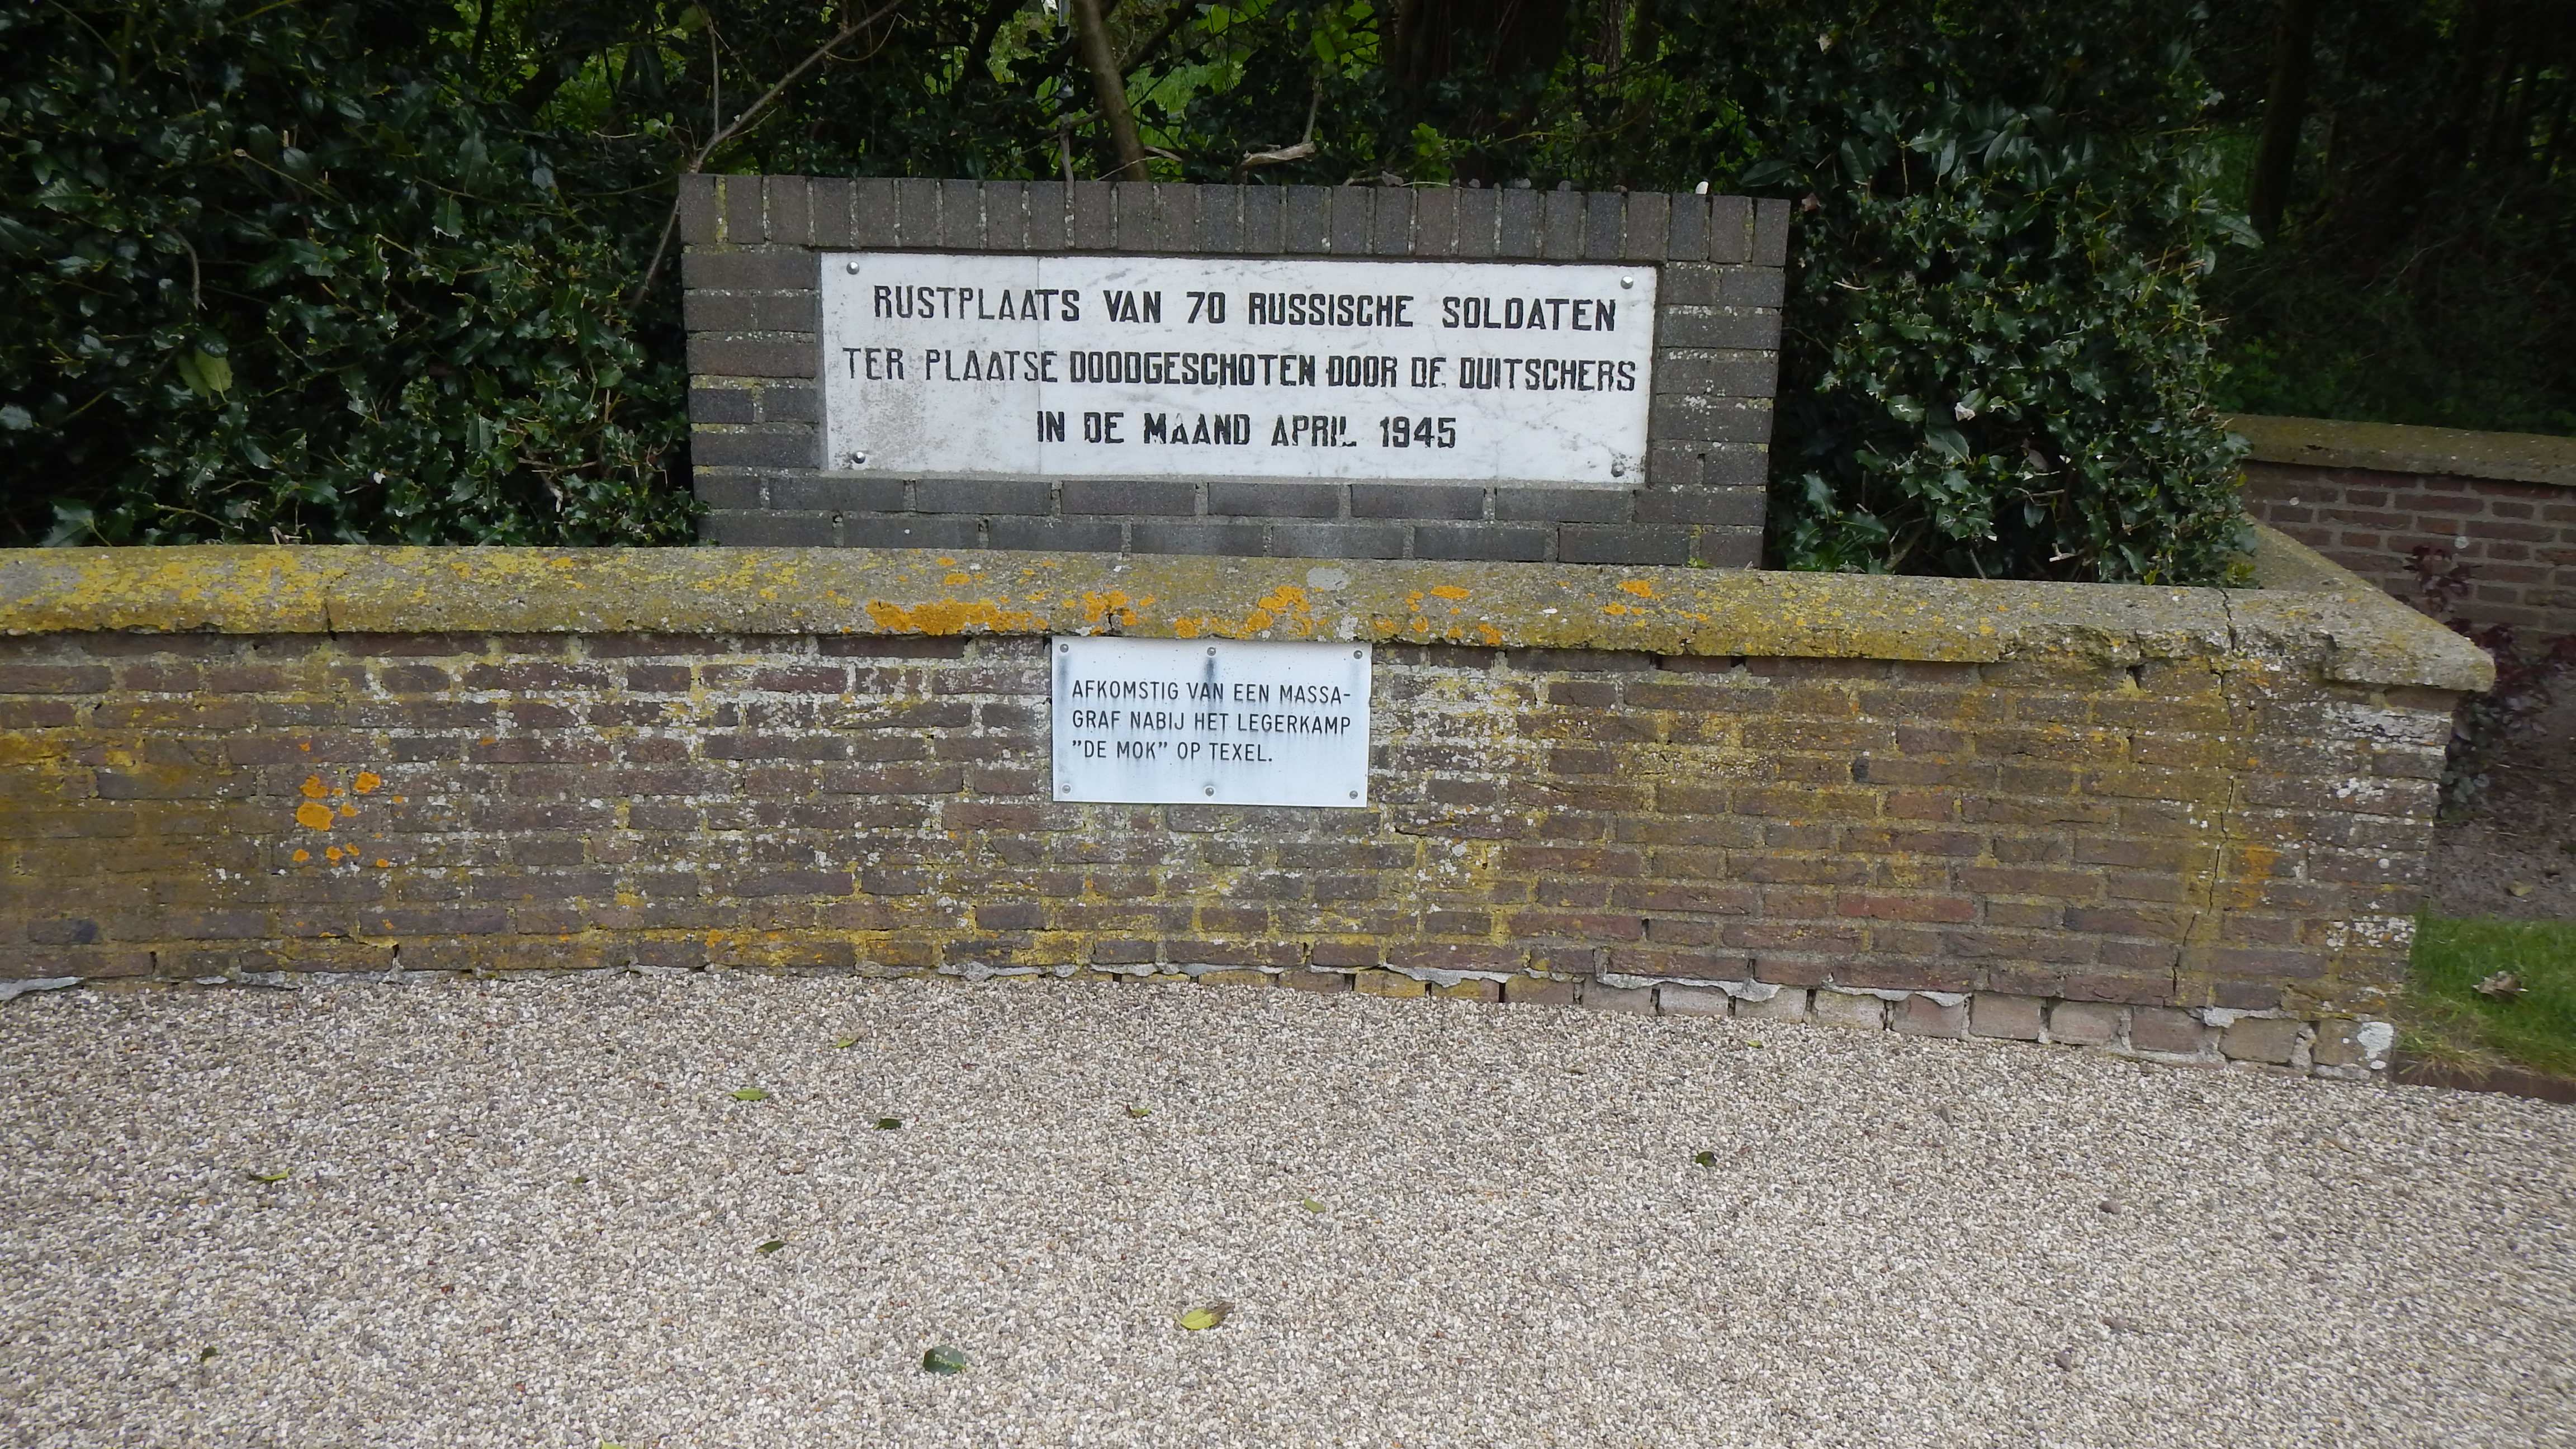 RUSTPLAATS VAN 70 RUSSISCHE SOLDATEN
TER PLAATSE DOODGESCHOTEN DOOR DE DUITSCHERS
IN DE MAAND APRIL 1945
AFKOMSTIG VAN EEN MASSA-
GRAF NABIJ HET LEGERKAMP
"DE MOK" OP TEXEL.